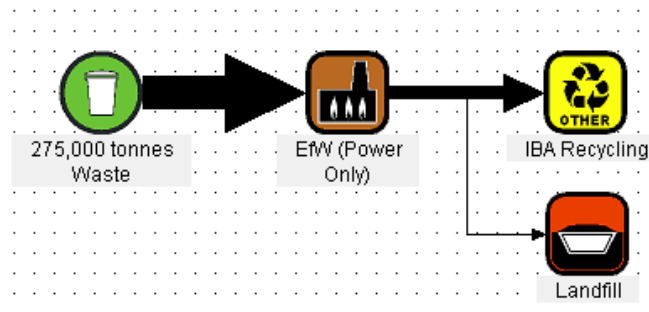 275,000 tonnes
Waste
EfW (Power
Only)
OTHER
IBA Recycling
Landfill